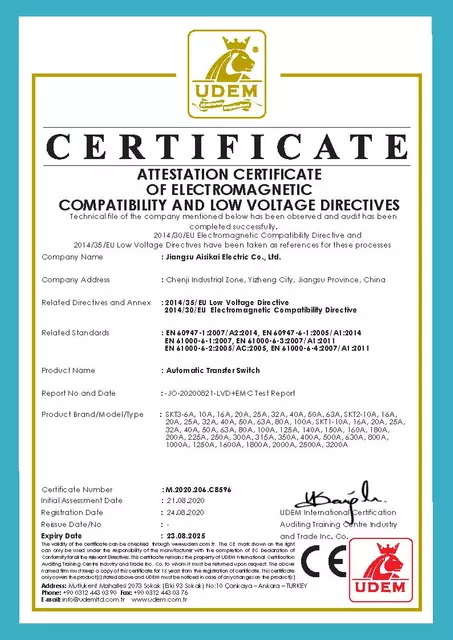 UDEM
®
CERTIFICATE
ATTESTATION CERTIFICATE
OF ELECTROMAGNETIC
COMPATIBILITY AND LOW VOLTAGE DIRECTIVES
Technical file of the company mentioned below has been observed and audit has been
completed successfully.
2014/30/EU Electromagnetic Compatibility Directive and
2014/35/EU Low Voltage Directives have been taken as references for these processes
Company Name : Jiangsu Aisikai Electric Co., Ltd.
Company Address : Chenji Industrial Zone, Yizheng City, Jiangsu Province, China
Related Directives and Annex : 2014/35/EU Low Voltage Directive
2014/30/EU Electromagnetic Compatibility Directive
Related Standards : EN 60947-1:2007/A2:2014, EN 60947-6-1:2005/A1:2014
EN 61000-6-1:2007, EN 61000-6-3:2007/A1:2011
EN 61000-6-2:2005/AC:2005, EN 61000-6-4:2007/A1:2011
Product Name : Automatic Transfer Switch
Report No and Date : -JO-20200821-LVD+EMC Test Report
Product Brand/Model/Type : SKT3-6A, 10A, 16A, 20A, 25A, 32A, 40A, 50A, 63A, SKT2-10A, 16A,
20A, 25A, 32A, 40A, 50A, 63A, 80A, 100A, SKT1-10A, 16A, 20A, 25A,
32A, 40A, 50A, 63A, 80A, 100A, 125A, 140A, 150A, 160A, 180A,
200A, 225A, 250A, 300A, 315A, 350A, 400A, 500A, 630A, 800A,
1000A, 1250A, 1600A, 1800A, 2000A, 2500A, 3200A
Certificate Number : M.2020.206.C8596
Initial Assessment Date : 21.08.2020
Registration Date : 24.08.2020
Reissue Date/No : -
Expiry Date : 23.08.2025
UDEM International Certification
Auditing Training Centre Industry
and Trade Inc. Co.
The validity of the certificate can be checked through www.udem.com.tr. The CE mark shown on the right
can only be used under the responsibility of the manufacturer with the completion of EC Declaration of
Conformity for all the relevant Directives. This certificate remain the property of UDEM International Certification
Auditing Training Centre Industry and Trade Inc. Co. to whom it must be returned upon request. The above
named firm must keep a copy of this certificate for 15 years from the registration of certificate. This certificate
only covers the product(s) stated above and UDEM must be noticed in case of any changes on the product(s)
Address: Mutlukent Mahallesi 2073 Sokak (Eski 93 Sokak) No:10 Çankaya – Ankara – TURKEY
Phone: +90 0312 443 03 90 Fax: +90 0312 443 03 76
E-mail: info@udemltd.com.tr www.udem.com.tr
CE
UDEM
®